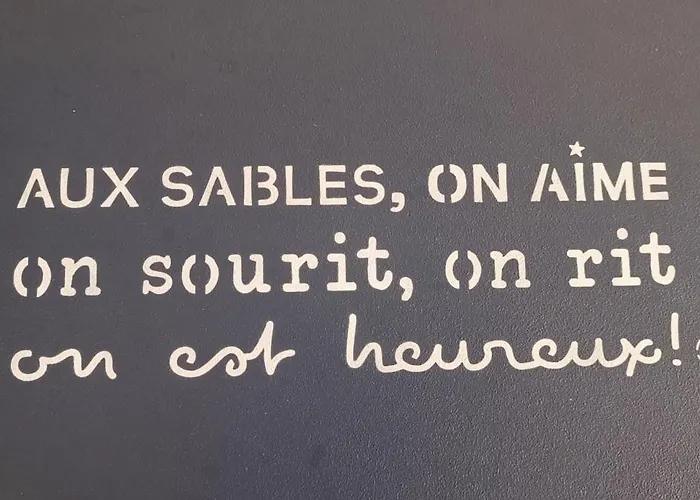 AUX SABLES, ON AIME
on sourit, on rit
on est heureux!